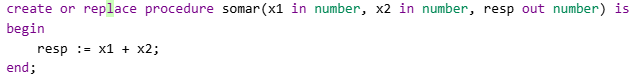 create or replace procedure somar(x1 in number, x2 in number, resp out number) is
begin
    resp := x1 + x2;
end;